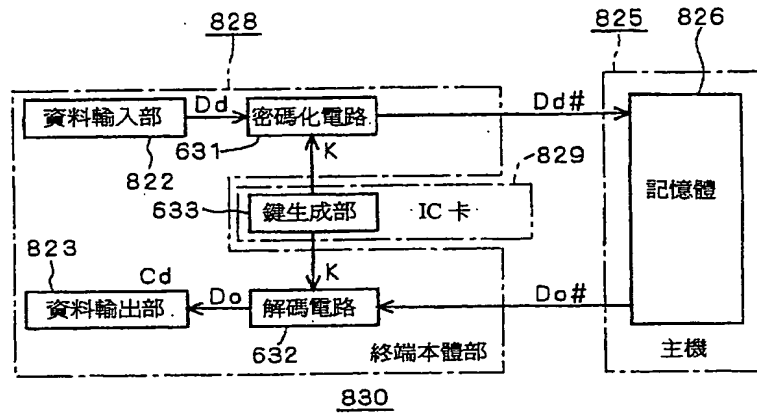 828
825
826
資料輸入部
Dd
密碼化電路
Dd#
822
631
K
829
633
鍵生成部
IC 卡
記憶體
823
Cd
K
資料輸出部
Do
解碼電路
Do#
632
終端本體部
主機
830